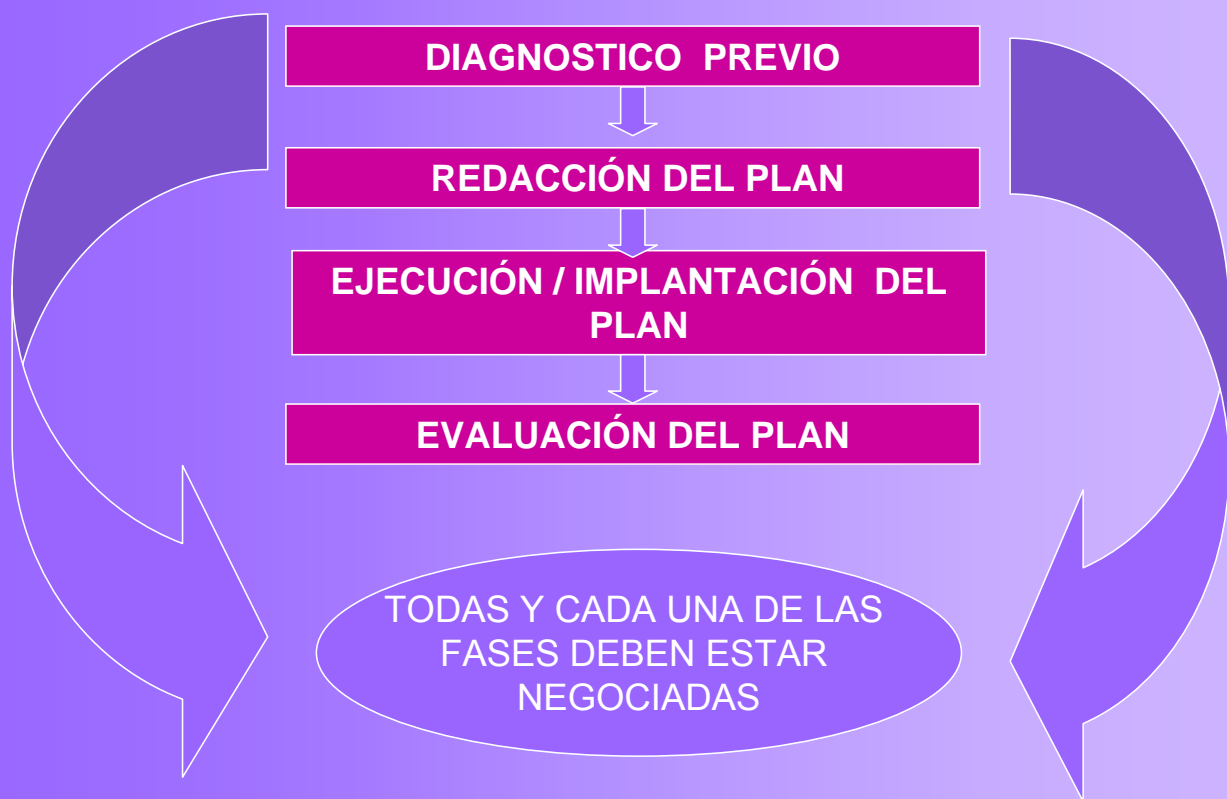 DIAGNOSTICO PREVIO
REDACCIÓN DEL PLAN
EJECUCIÓN / IMPLANTACIÓN DEL
PLAN
EVALUACIÓN DEL PLAN
TODAS Y CADA UNA DE LAS
FASES DEBEN ESTAR
NEGOCIADAS